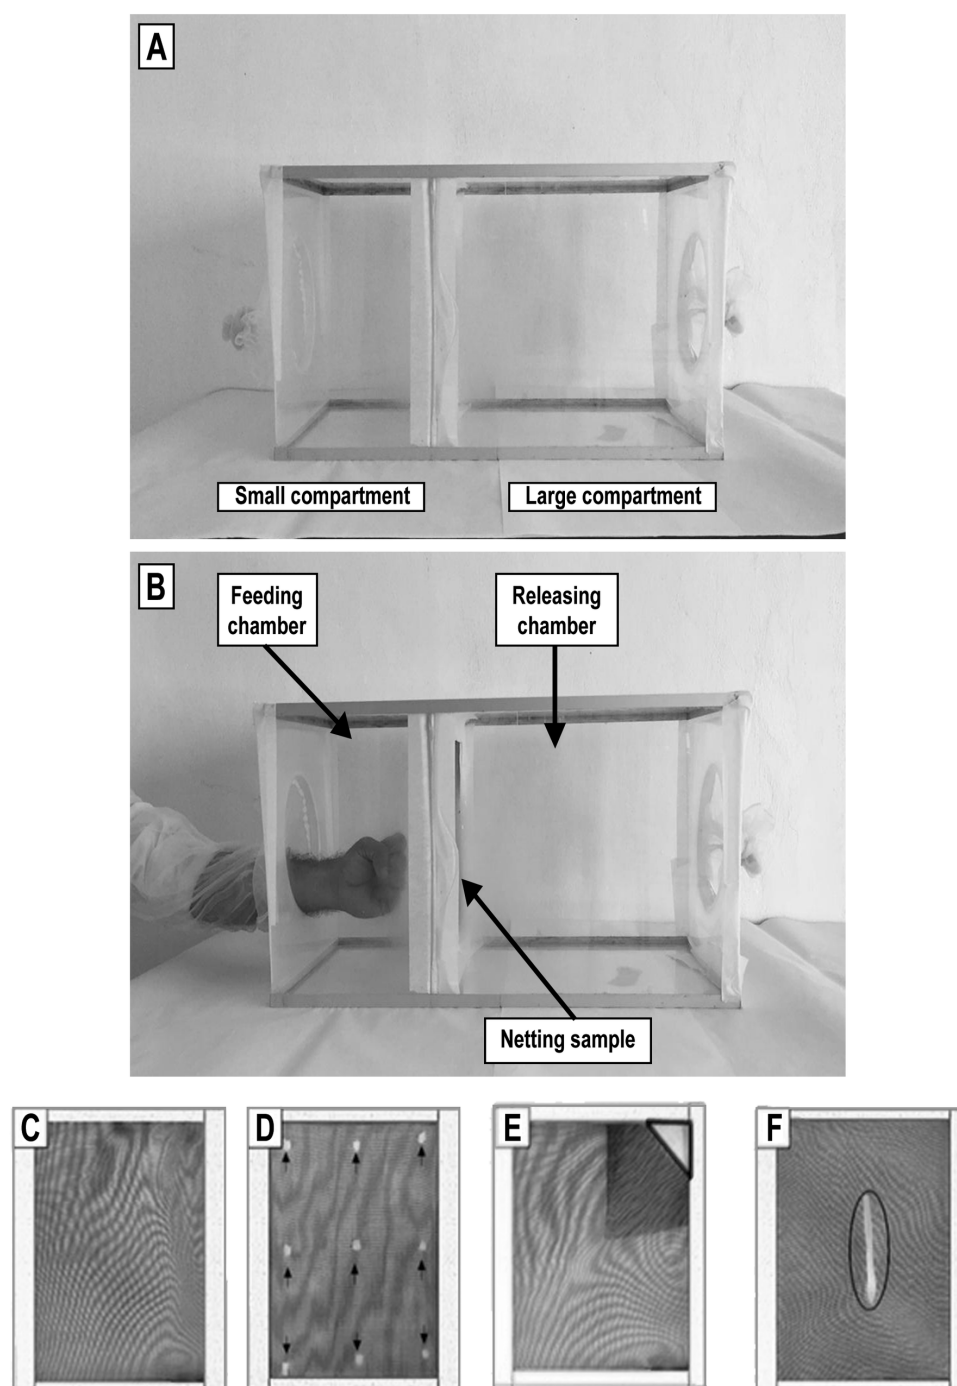 A
Small compartment
Large compartment
B
Feeding
chamber
Releasing
chamber
Netting sample
C
D
E
F